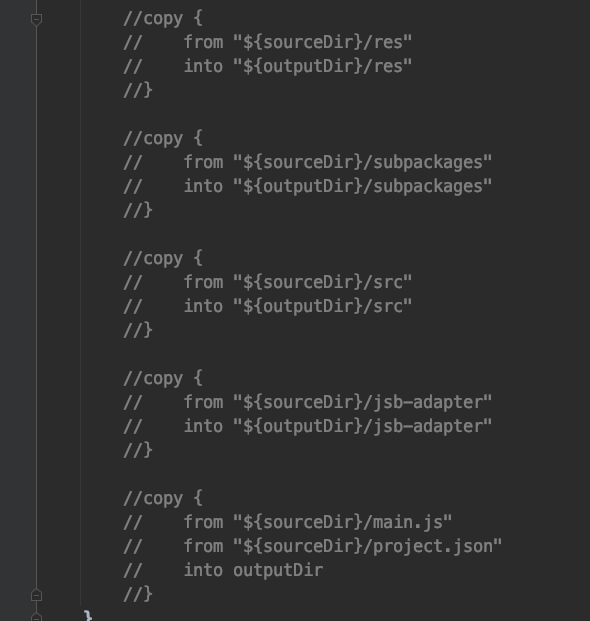 //copy {
//    from "${sourceDir}/res"
//    into "${outputDir}/res"
//}

//copy {
//    from "${sourceDir}/subpackages"
//    into "${outputDir}/subpackages"
//}

//copy {
//    from "${sourceDir}/src"
//    into "${outputDir}/src"
//}

//copy {
//    from "${sourceDir}/jsb-adapter"
//    into "${outputDir}/jsb-adapter"
//}

//copy {
//    from "${sourceDir}/main.js"
//    from "${sourceDir}/project.json"
//    into outputDir
//}
}